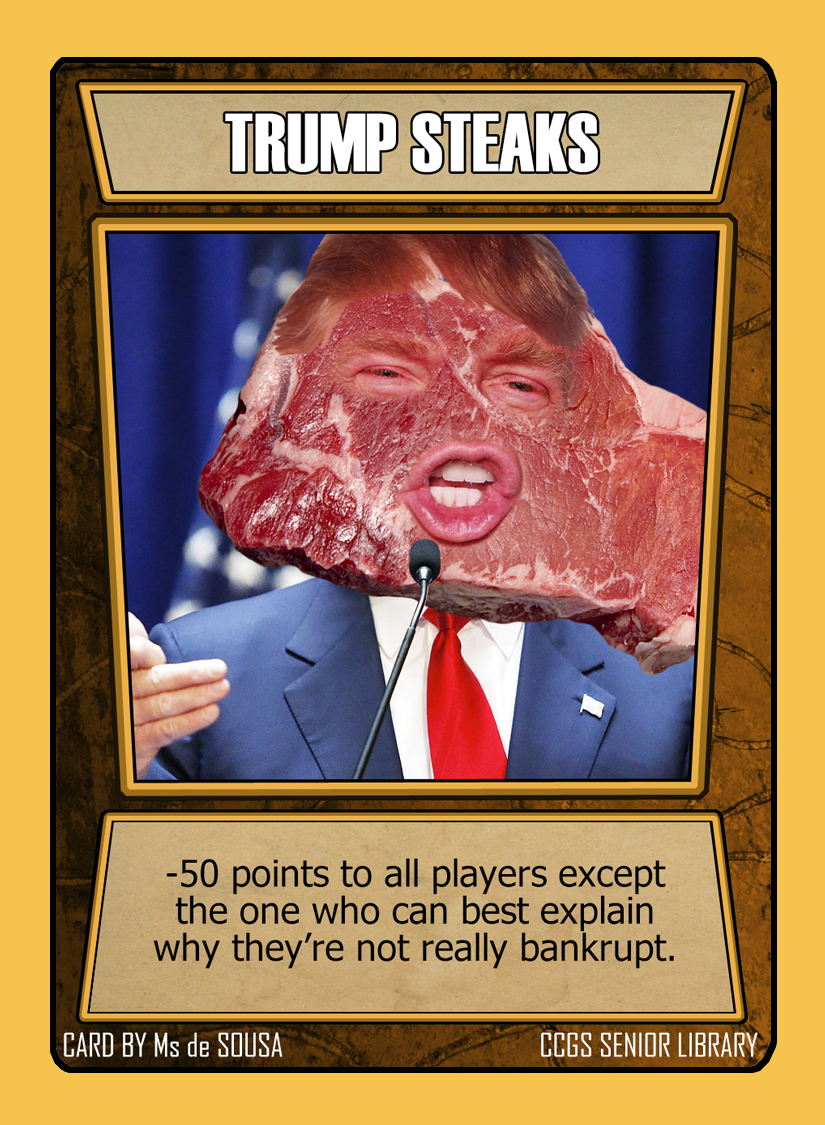 TRUMP STEAKS
-50 points to all players except
the one who can best explain
why they're not really bankrupt.
CARD BY Ms de SOUSA
CCGS SENIOR LIBRARY